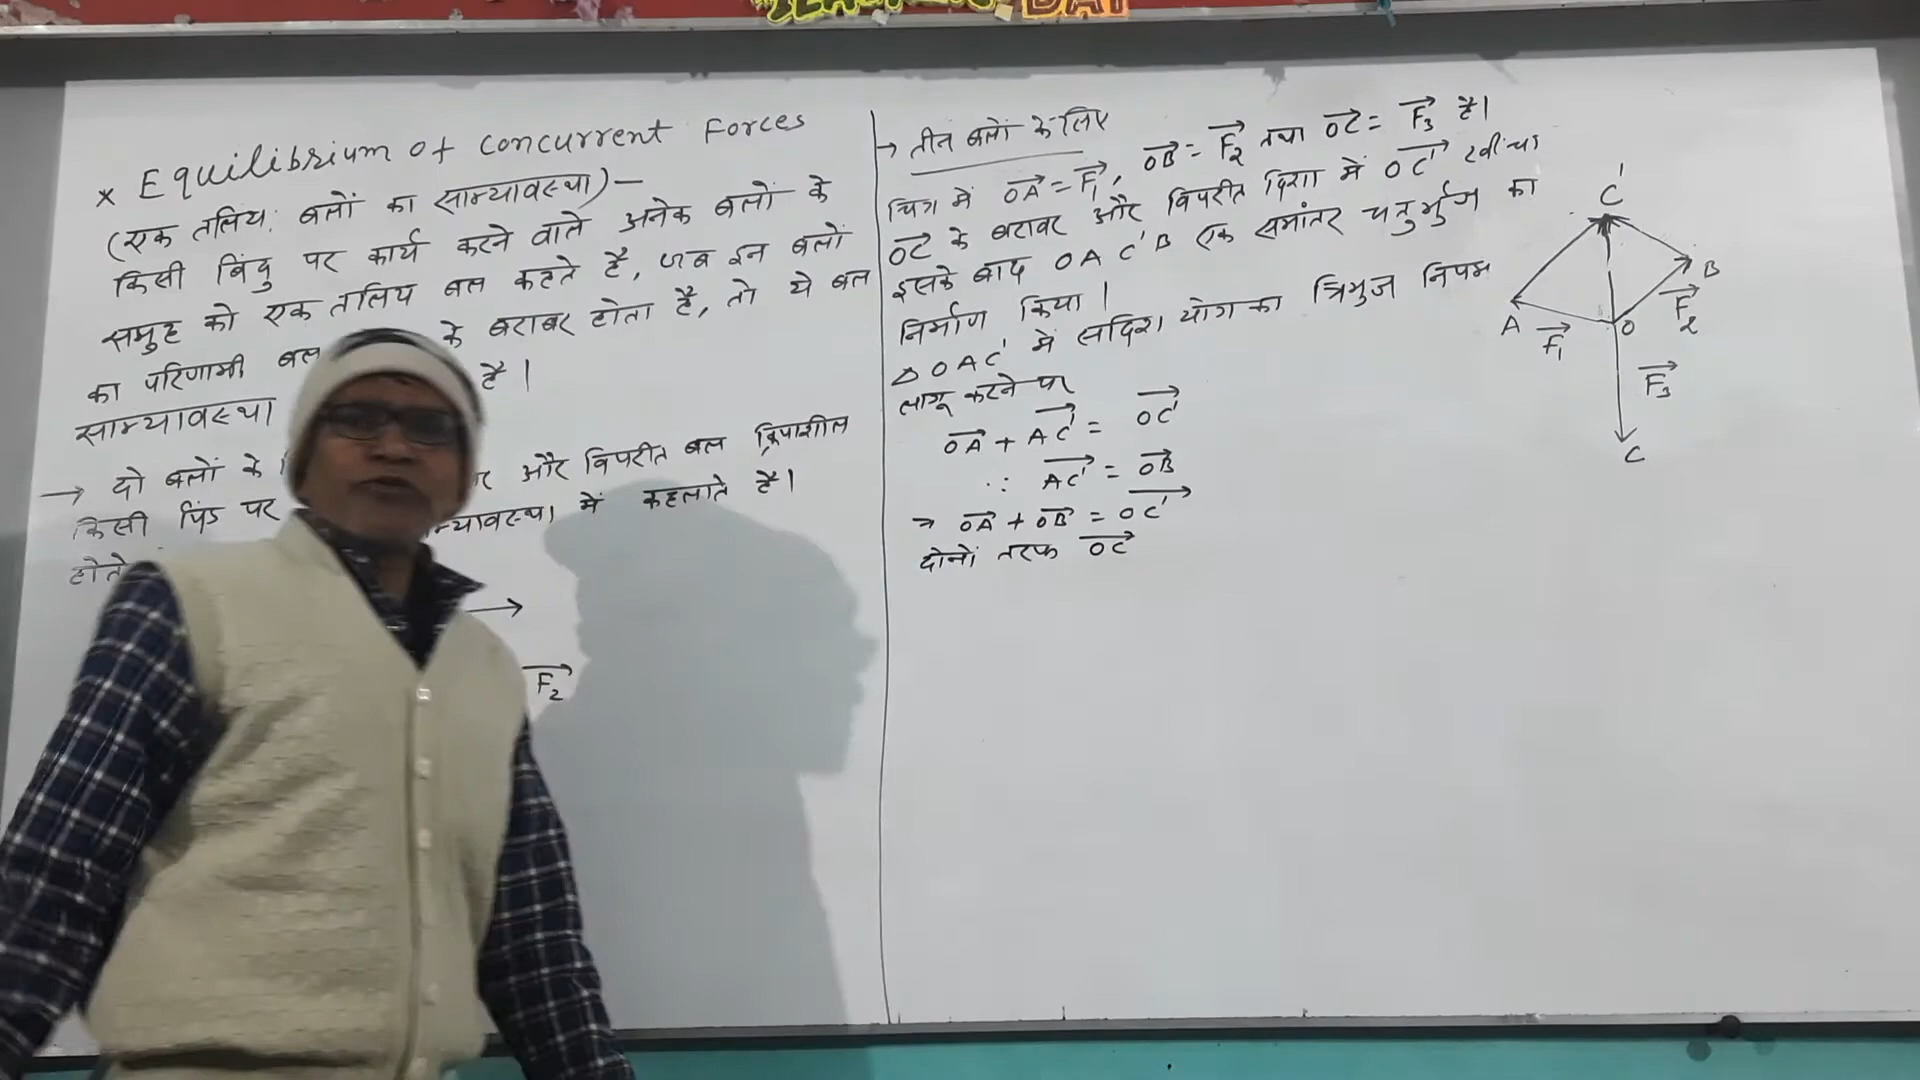 TEACHER'S DAY
* Equilibrium of concurrent Forces
(एक तलिय: बलों का साम्यावस्था) —
किसी बिंदु पर कार्य करने वाले अनेक बलों के
समुह को एक तलिय बल कहते है, जब इन बलों
का परिणामी बल के बराबर होता है, तो ये बल
साम्यावस्था है।
→ दो बलों के और विपरीत बल क्रियाशील
किसी पिंड पर में कहलाते है।
होते
F₂
→ तीन बलों के लिए
चित्र में OA = F₁, OB = F₂ तथा OC = F₃ है।
OC के बराबर और विपरीत दिशा में OC' खींचा
इसके बाद OAC'B एक समांतर चतुर्भुज का
निर्माण किया।
△OAC' में सदिश योग का त्रिभुज नियम
लागू करने पर
OA + AC' = OC'
∵ AC' = OB
⇒ OA + OB = OC'
दोनों तरफ OC
C'
B
A
O
F₁
F₂
F₃
C